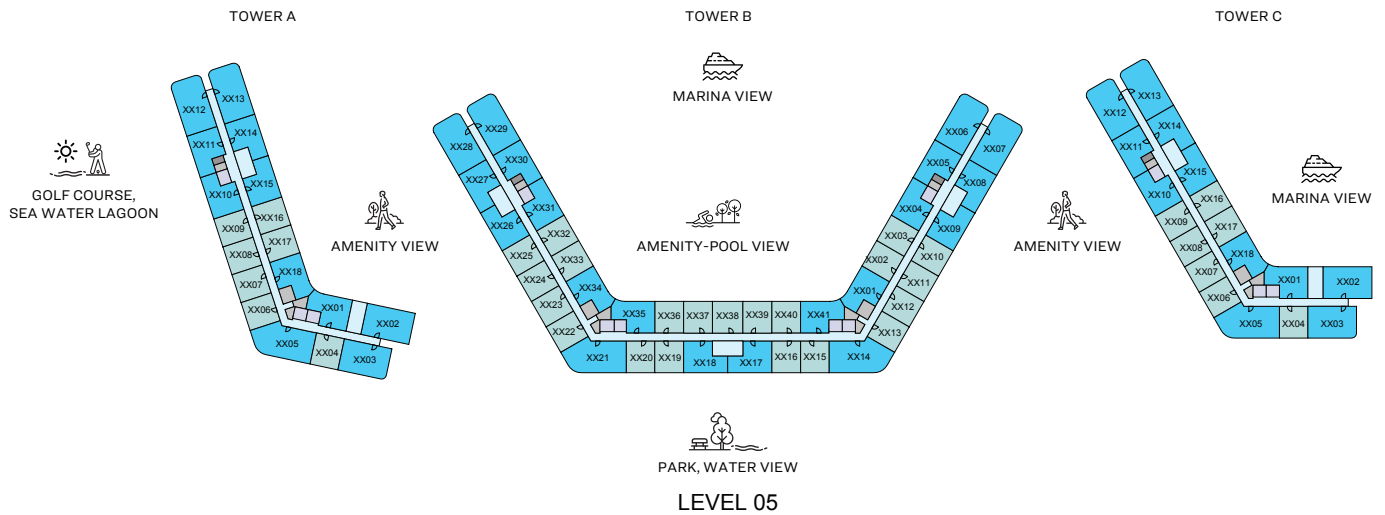 TOWER A
TOWER B
TOWER C
MARINA VIEW
GOLF COURSE,
SEA WATER LAGOON
AMENITY VIEW
AMENITY-POOL VIEW
AMENITY VIEW
MARINA VIEW
PARK, WATER VIEW
LEVEL 05
XX12
XX13
XX11
XX14
XX10
XX15
XX09
XX16
XX08
XX17
XX07
XX18
XX06
XX01
XX02
XX05
XX04
XX03
XX28
XX29
XX27
XX30
XX26
XX31
XX25
XX32
XX24
XX33
XX23
XX34
XX22
XX35
XX36
XX37
XX38
XX39
XX40
XX41
XX21
XX20
XX19
XX18
XX17
XX16
XX15
XX14
XX06
XX07
XX05
XX08
XX04
XX09
XX03
XX10
XX02
XX11
XX01
XX12
XX13
XX12
XX13
XX11
XX14
XX10
XX15
XX09
XX16
XX08
XX17
XX07
XX18
XX06
XX01
XX02
XX05
XX04
XX03